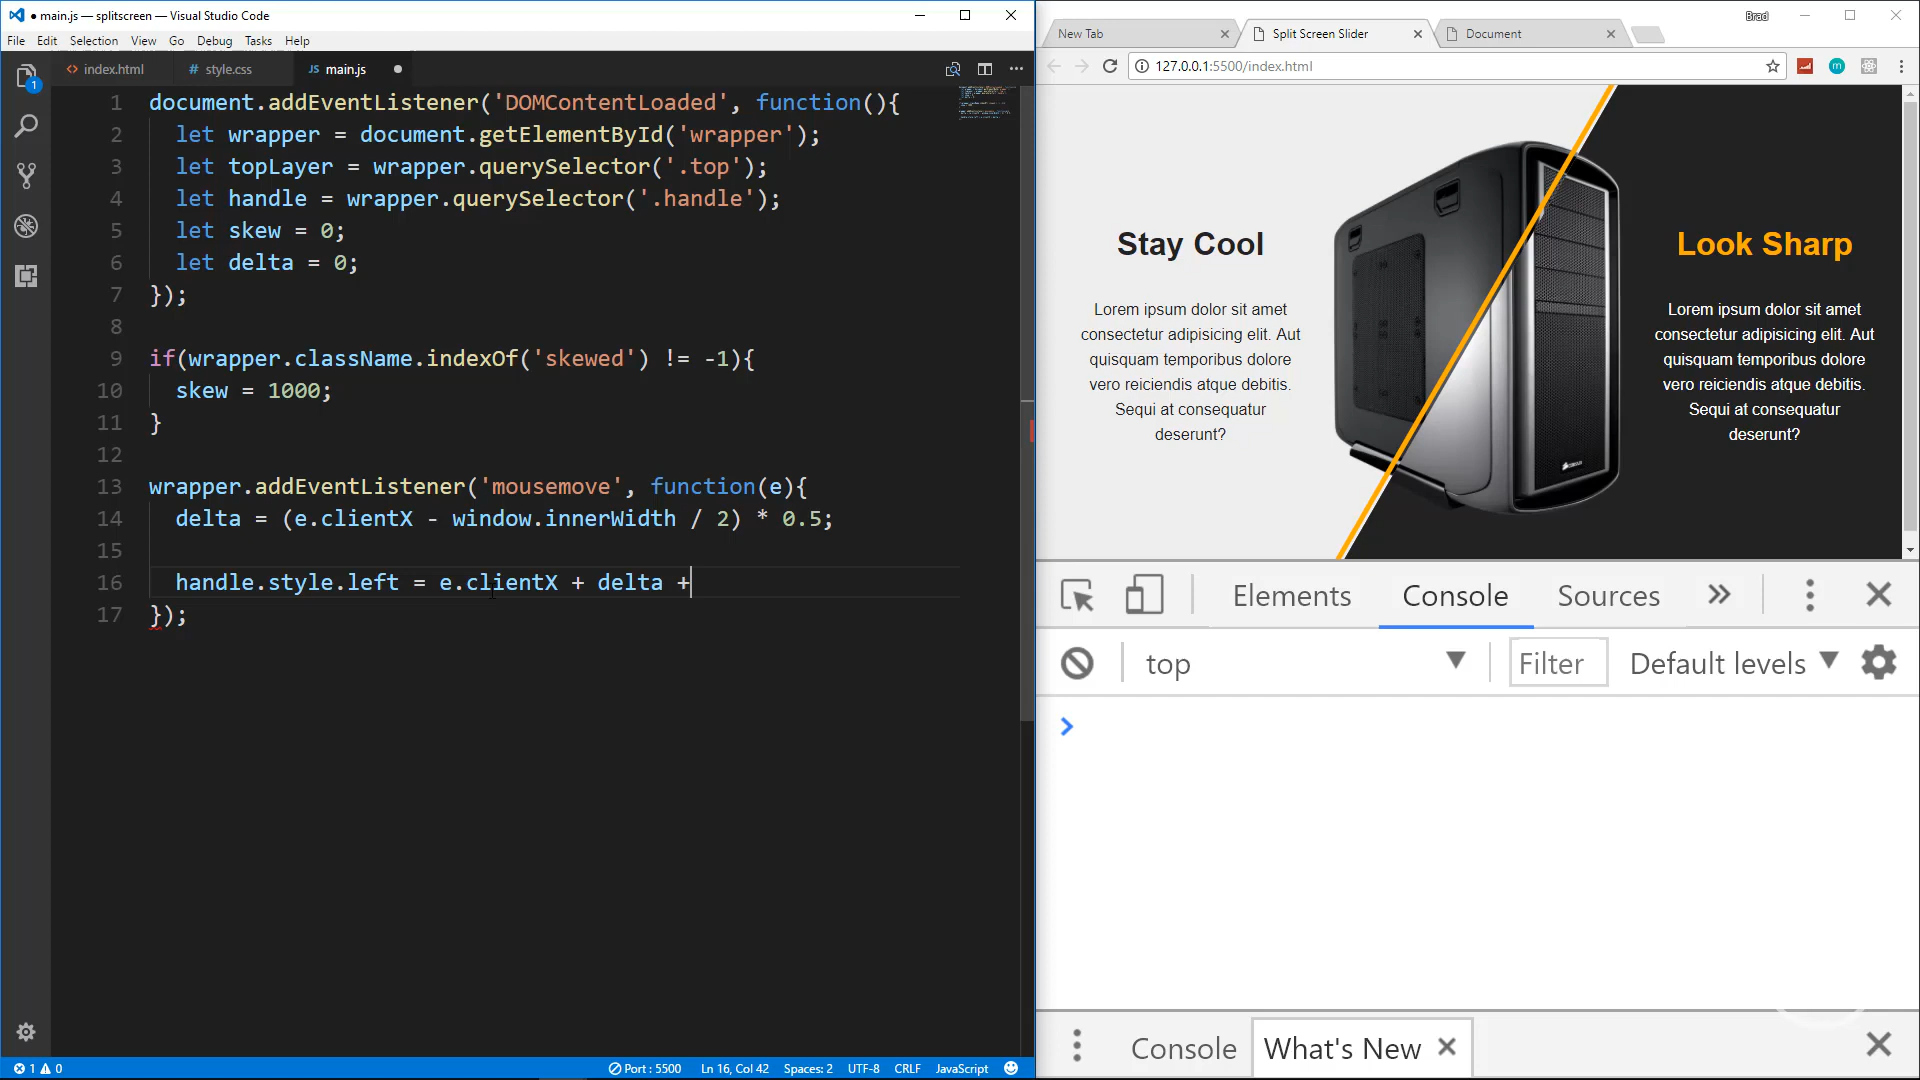 ● main.js — splitscreen — Visual Studio Code
File Edit Selection View Go Debug Tasks Help
<> index.html # style.css JS main.js ●
1 document.addEventListener('DOMContentLoaded', function(){
2 let wrapper = document.getElementById('wrapper');
3 let topLayer = wrapper.querySelector('.top');
4 let handle = wrapper.querySelector('.handle');
5 let skew = 0;
6 let delta = 0;
7 });
8
9 if(wrapper.className.indexOf('skewed') != -1){
10 skew = 1000;
11 }
12
13 wrapper.addEventListener('mousemove', function(e){
14 delta = (e.clientX - window.innerWidth / 2) * 0.5;
15
16 handle.style.left = e.clientX + delta +
17 });
1
1 0 Port : 5500 Ln 16, Col 42 Spaces: 2 UTF-8 CRLF JavaScript
Brad
New Tab Split Screen Slider Document
127.0.0.1:5500/index.html
m
Stay Cool
Lorem ipsum dolor sit amet
consectetur adipisicing elit. Aut
quisquam temporibus dolore
vero reiciendis atque debitis.
Sequi at consequatur
deserunt?
Look Sharp
Lorem ipsum dolor sit amet
consectetur adipisicing elit. Aut
quisquam temporibus dolore
vero reiciendis atque debitis.
Sequi at consequatur
deserunt?
Elements Console Sources »
top Filter Default levels
Console What's New